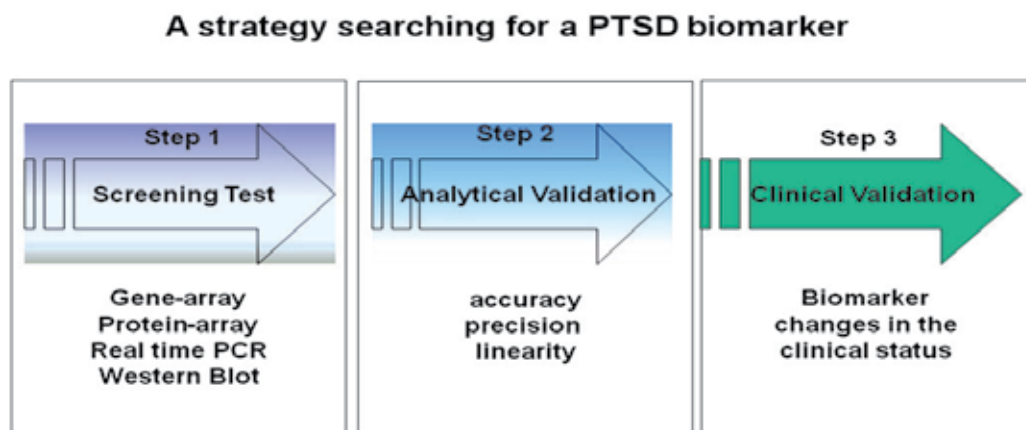 A strategy searching for a PTSD biomarker
Step 1
Screening Test
Gene-array
Protein-array
Real time PCR
Western Blot
Step 2
Analytical Validation
accuracy
precision
linearity
Step 3
Clinical Validation
Biomarker
changes in the
clinical status